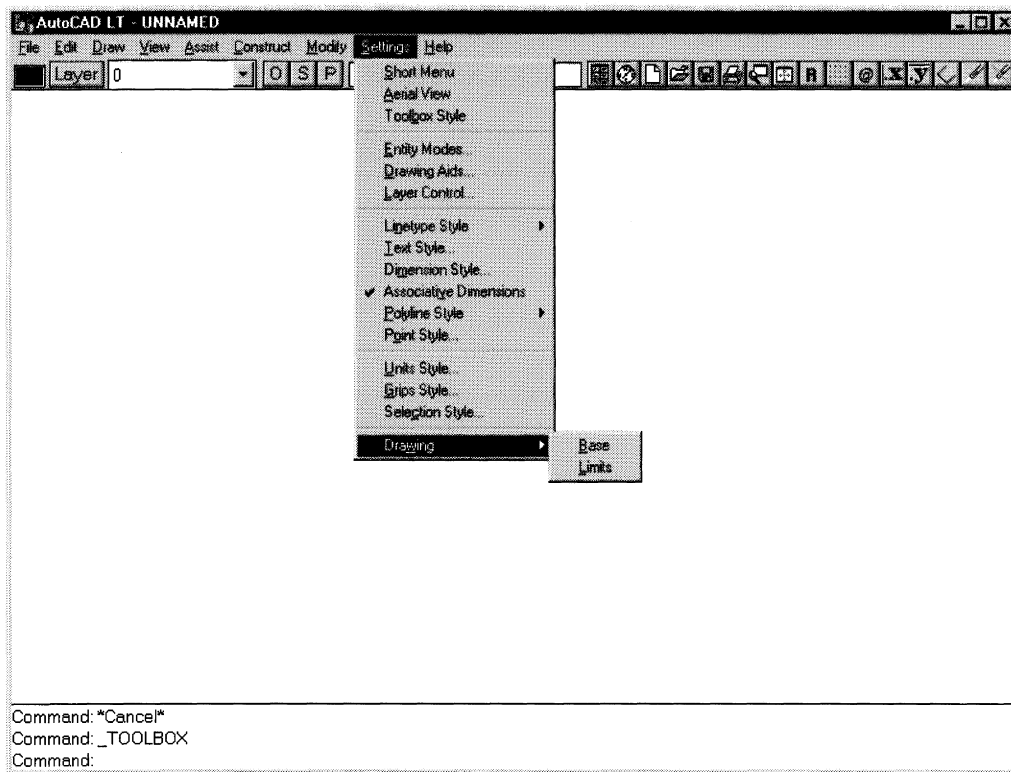 AutoCAD LT - UNNAMED
File Edit Draw View Assist Construct Modify Settings Help
Layer 0 O S P R @ .X .y
Short Menu
Aerial View
Toolbox Style
Entity Modes...
Drawing Aids...
Layer Control...
Linetype Style
Text Style...
Dimension Style...
Associative Dimensions
Polyline Style
Point Style...
Units Style...
Grips Style...
Selection Style...
Drawing
Base
Limits
Command: *Cancel*
Command: _TOOLBOX
Command: